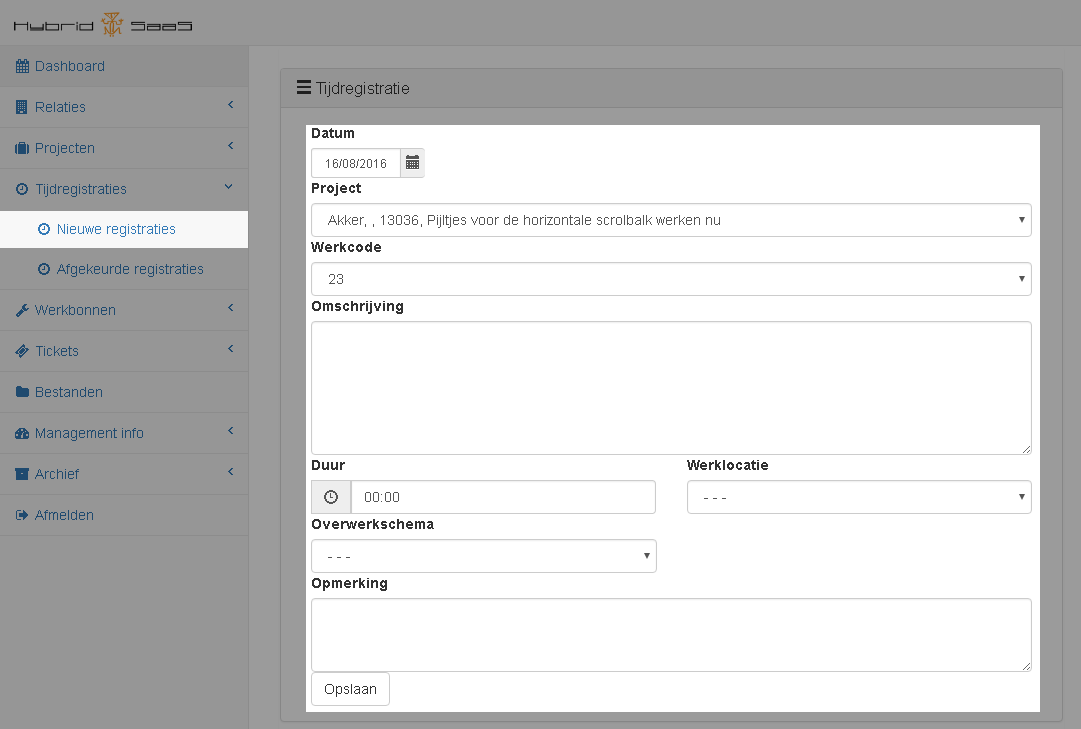 Hybrid SaaS
Dashboard
Relaties
Projecten
Tijdregistraties
Nieuwe registraties
Afgekeurde registraties
Werkbonnen
Tickets
Bestanden
Management info
Archief
Afmelden
Tijdregistratie
Datum
16/08/2016
Project
Akker, , 13036, Pijltjes voor de horizontale scrolbalk werken nu
Werkcode
23
Omschrijving
Duur Werklocatie
00:00 - - -
Overwerkschema
- - -
Opmerking
Opslaan